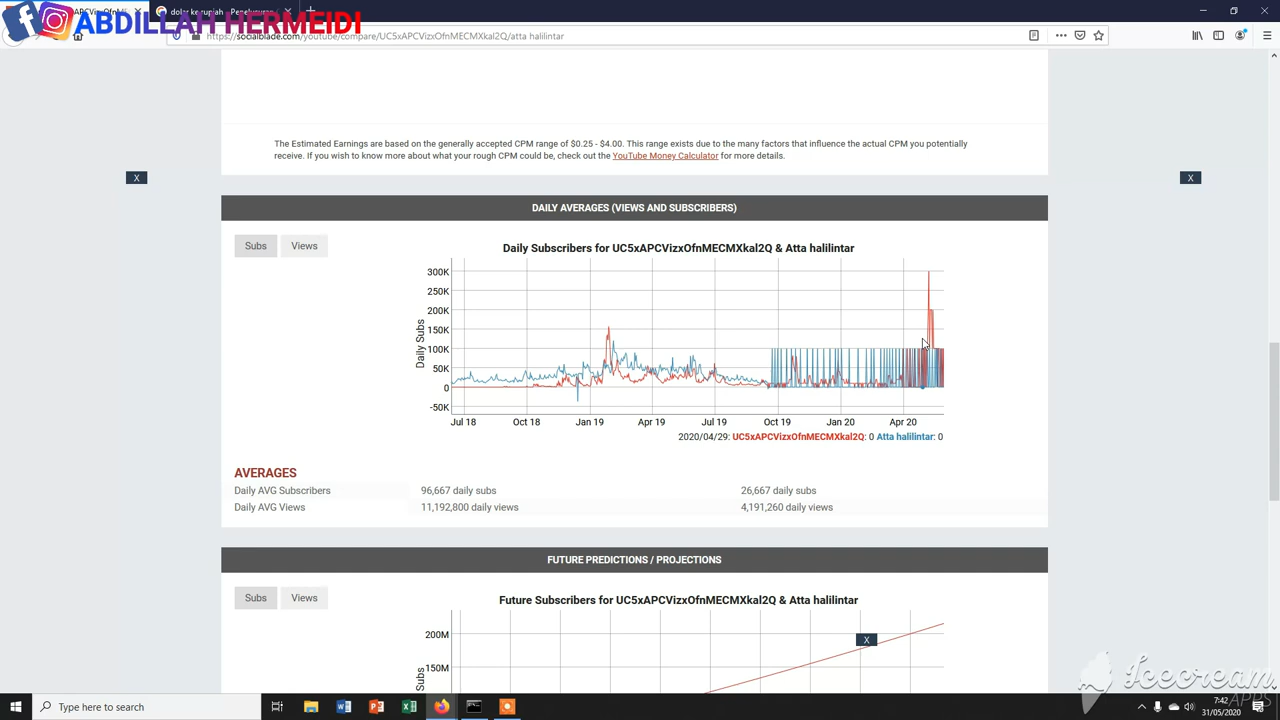 ABDILLAH HERMEIDI
https://socialblade.com/youtube/compare/UC5xAPCVizxOfnMECMXkal2Q/atta halilintar
The Estimated Earnings are based on the generally accepted CPM range of $0.25 - $4.00. This range exists due to the many factors that influence the actual CPM you potentially
receive. If you wish to know more about what your rough CPM could be, check out the YouTube Money Calculator for more details.
X
X
DAILY AVERAGES (VIEWS AND SUBSCRIBERS)
Subs
Views
Daily Subscribers for UC5xAPCVizxOfnMECMXkal2Q & Atta halilintar
Daily Subs
300K
250K
200K
150K
100K
50K
0
-50K
Jul 18
Oct 18
Jan 19
Apr 19
Jul 19
Oct 19
Jan 20
Apr 20
2020/04/29: UC5xAPCVizxOfnMECMXkal2Q: 0 Atta halilintar: 0
AVERAGES
Daily AVG Subscribers 96,667 daily subs 26,667 daily subs
Daily AVG Views 11,192,800 daily views 4,191,260 daily views
FUTURE PREDICTIONS / PROJECTIONS
Subs
Views
Future Subscribers for UC5xAPCVizxOfnMECMXkal2Q & Atta halilintar
200M
150M
Subs
X
Icecream
APPS
Type here to search
7:42
31/05/2020